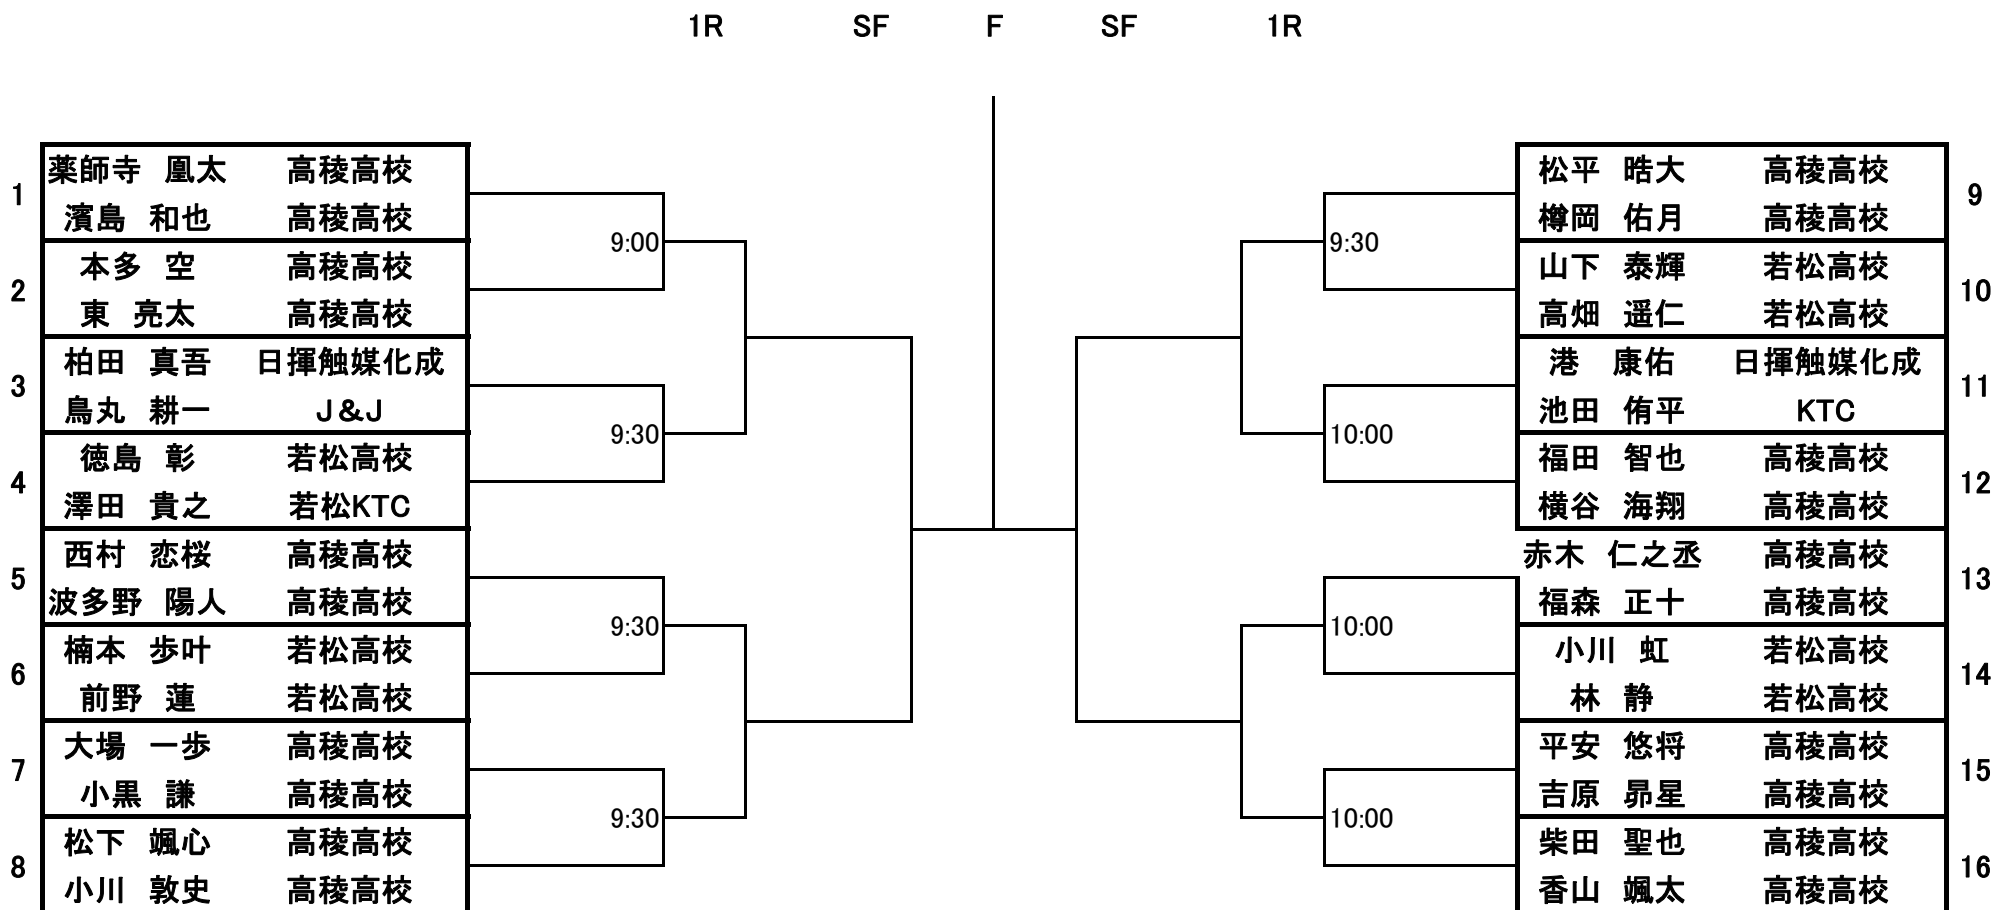 1R SF F SF 1R
1 薬師寺 凰太 高稜高校
濱島 和也 高稜高校
9:00
2 本多 空 高稜高校
東 亮太 高稜高校
3 柏田 真吾 日揮触媒化成
鳥丸 耕一 J&J
9:30
4 徳島 彰 若松高校
澤田 貴之 若松KTC
5 西村 恋桜 高稜高校
波多野 陽人 高稜高校
9:30
6 楠本 歩叶 若松高校
前野 蓮 若松高校
7 大場 一歩 高稜高校
小黒 謙 高稜高校
9:30
8 松下 颯心 高稜高校
小川 敦史 高稜高校
松平 晧大 高稜高校 9
樽岡 佑月 高稜高校
9:30
山下 泰輝 若松高校 10
高畑 遥仁 若松高校
港 康佑 日揮触媒化成 11
池田 侑平 KTC
10:00
福田 智也 高稜高校 12
横谷 海翔 高稜高校
赤木 仁之丞 高稜高校 13
福森 正十 高稜高校
10:00
小川 虹 若松高校 14
林 静 若松高校
平安 悠将 高稜高校 15
吉原 昴星 高稜高校
10:00
柴田 聖也 高稜高校 16
香山 颯太 高稜高校